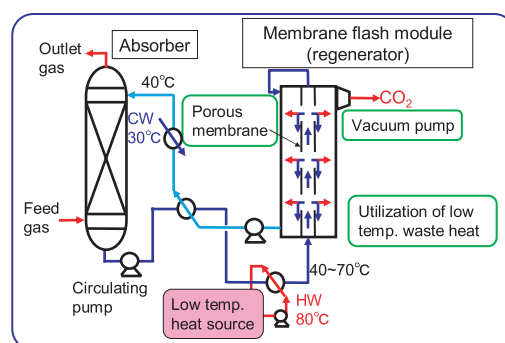 Outlet
gas
Absorber
Membrane flash module
(regenerator)
40℃
CO₂
CW
30℃
Porous
membrane
Vacuum pump
Feed
gas
Utilization of low
temp. waste heat
Circulating
pump
40~70℃
Low temp.
heat source
HW
80℃